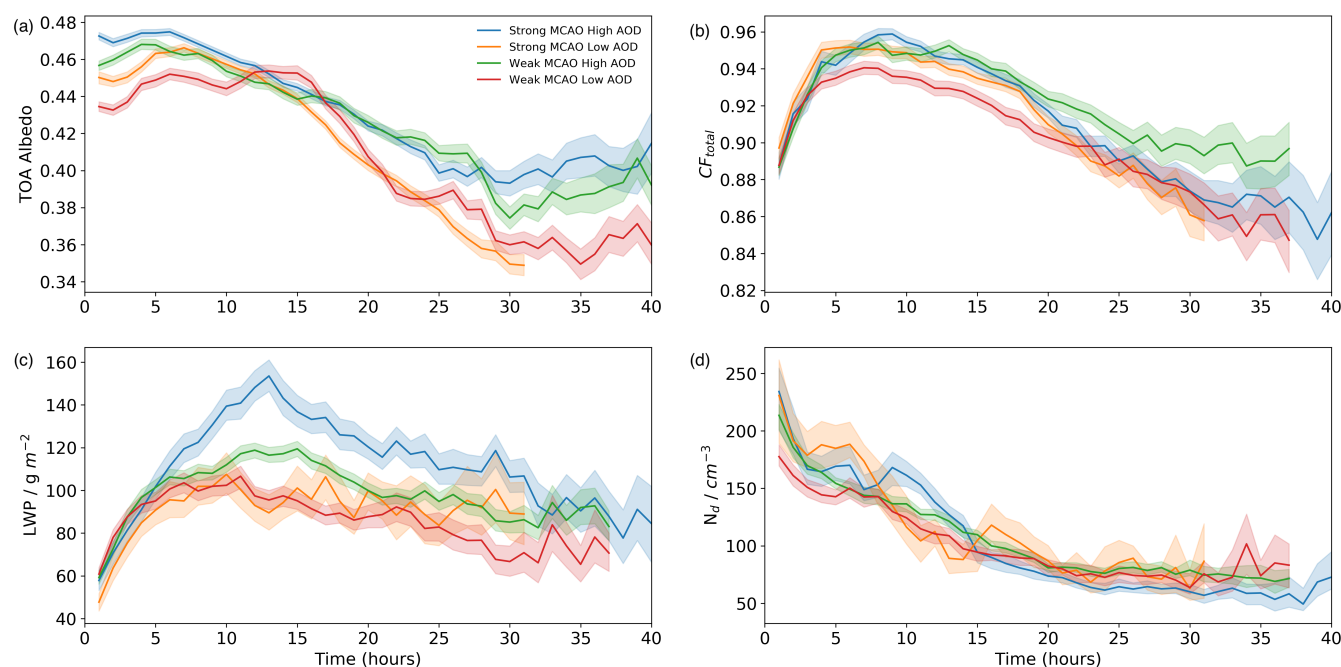 (a)
TOA Albedo
0.48
0.46
0.44
0.42
0.40
0.38
0.36
0.34
0 5 10 15 20 25 30 35 40
Strong MCAO High AOD
Strong MCAO Low AOD
Weak MCAO High AOD
Weak MCAO Low AOD
(b)
CF_total
0.96
0.94
0.92
0.90
0.88
0.86
0.84
0.82
0 5 10 15 20 25 30 35 40
(c)
LWP / g m⁻²
160
140
120
100
80
60
40
0 5 10 15 20 25 30 35 40
Time (hours)
(d)
N_d / cm⁻³
250
200
150
100
50
0 5 10 15 20 25 30 35 40
Time (hours)